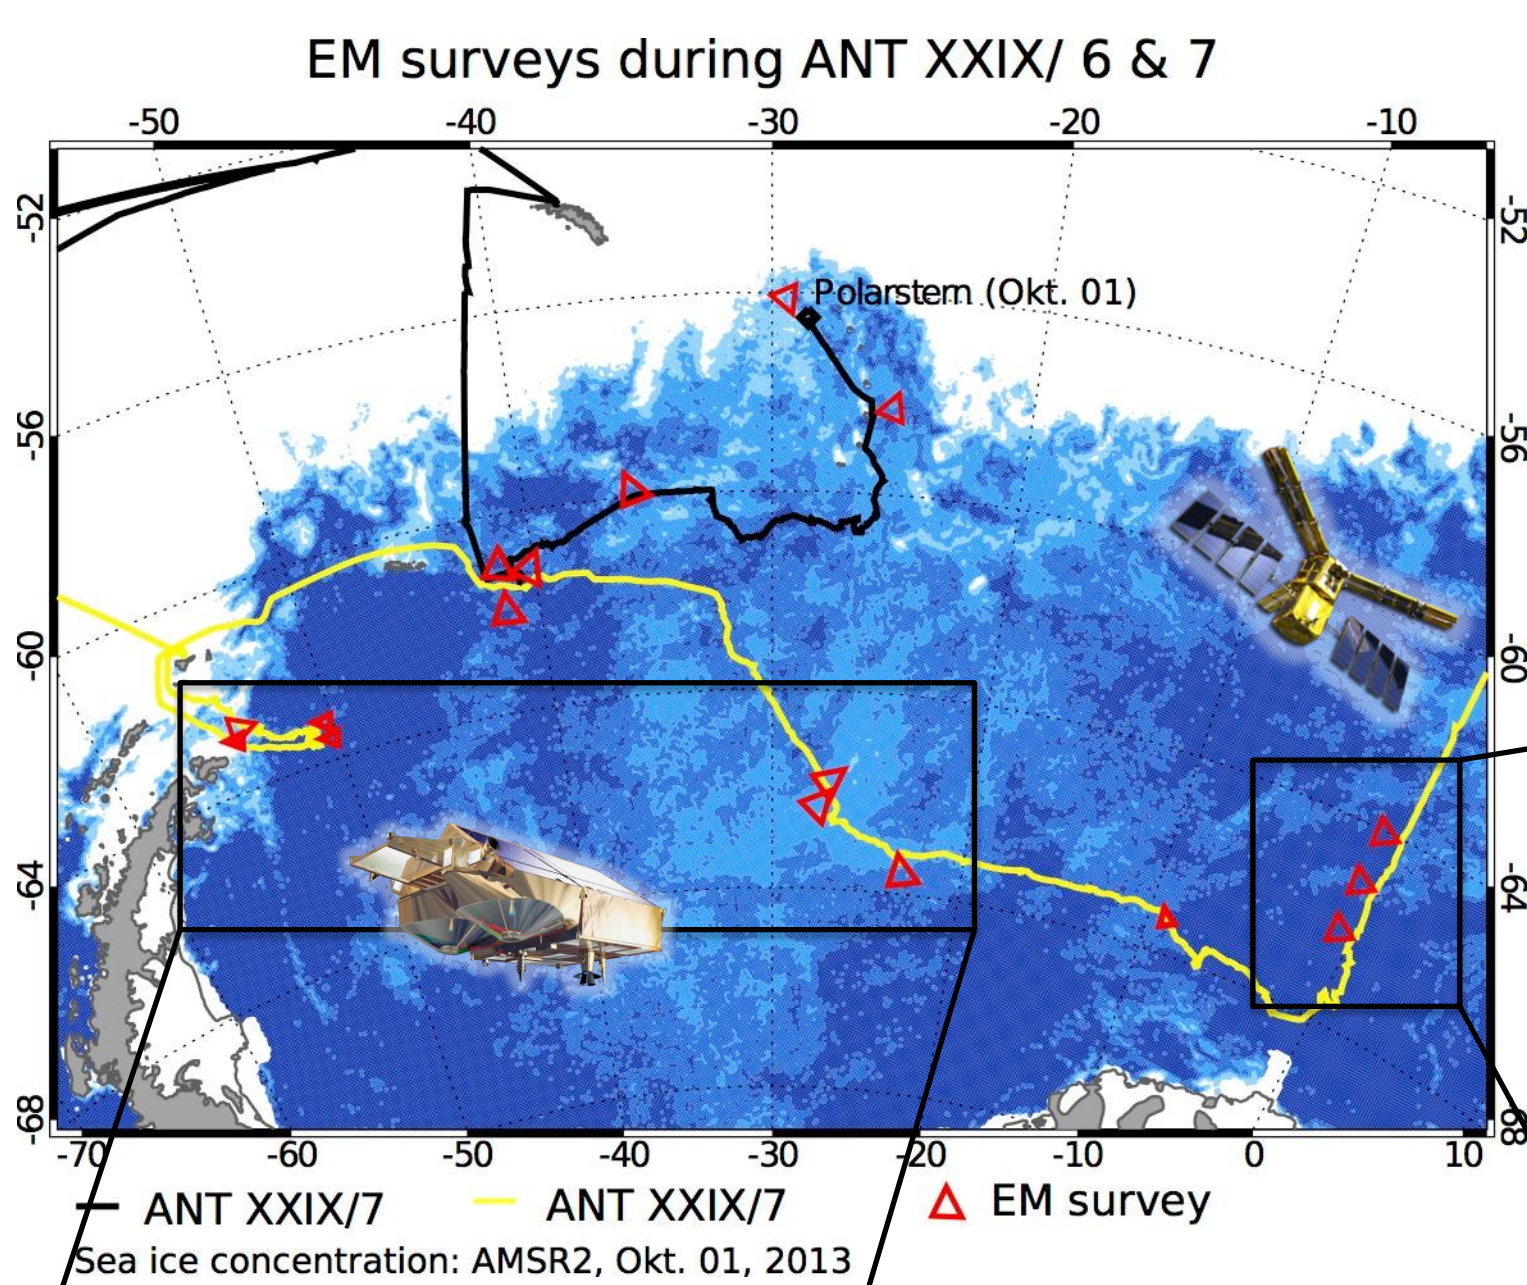 EM surveys during ANT XXIX/ 6 & 7
-50 -40 -30 -20 -10
-52 -52
Polarstern (Okt. 01)
-56 -56
-60 -60
-64 -64
-68 -68
-70 -60 -50 -40 -30 -20 -10 0 10
ANT XXIX/7 ANT XXIX/7 EM survey
Sea ice concentration: AMSR2, Okt. 01, 2013